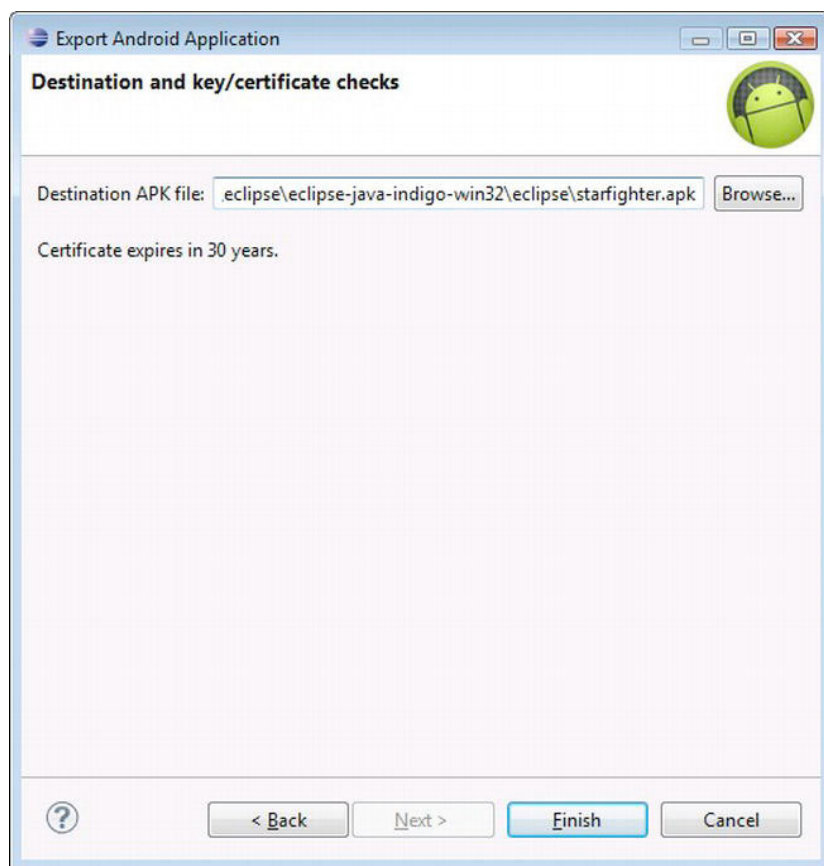 Export Android Application
Destination and key/certificate checks
Destination APK file: .eclipse\eclipse-java-indigo-win32\eclipse\starfighter.apk Browse...
Certificate expires in 30 years.
? < Back Next > Finish Cancel